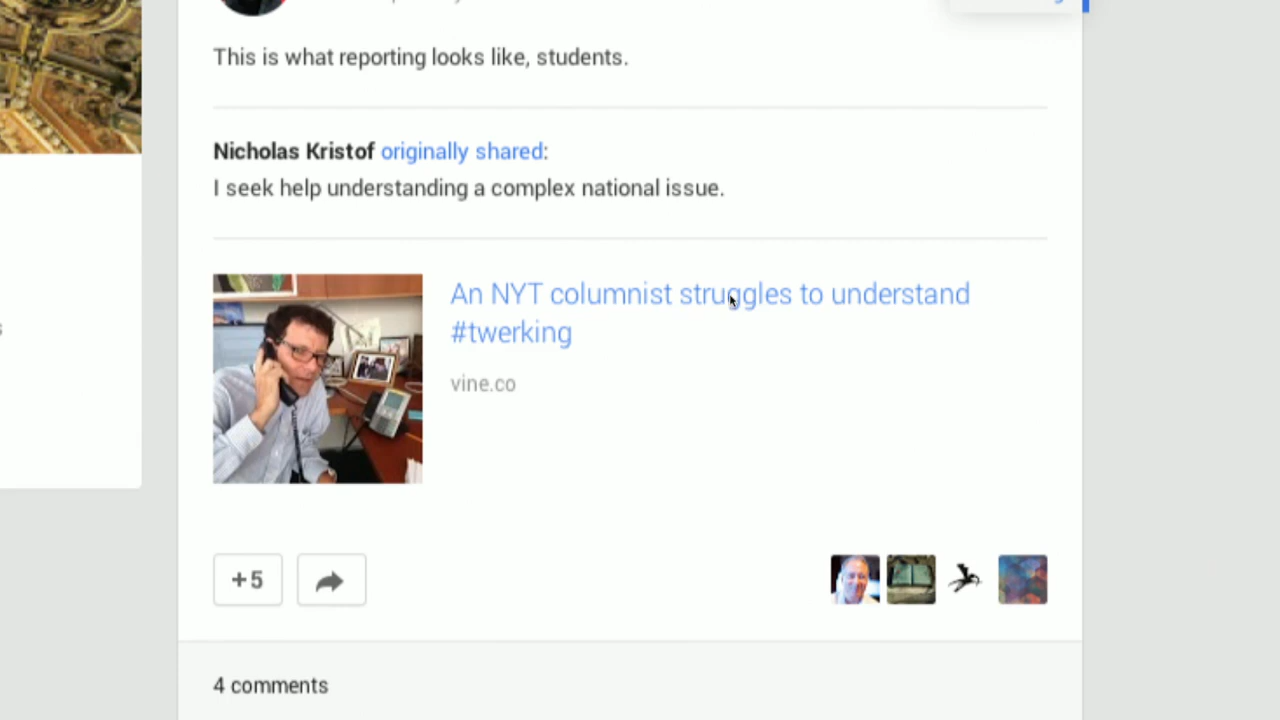 This is what reporting looks like, students.
Nicholas Kristof originally shared:
I seek help understanding a complex national issue.
An NYT columnist struggles to understand
#twerking
vine.co
+5
4 comments